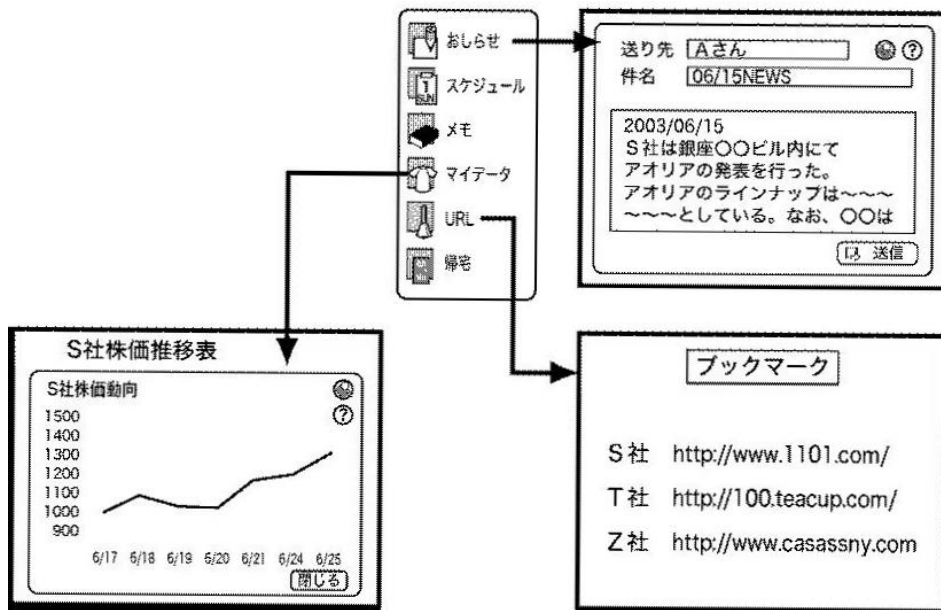 おしらせ
スケジュール
1
SUN
メモ
マイデータ
URL
帰宅
送り先 Aさん ?
件名 06/15NEWS
2003/06/15
S社は銀座〇〇ビル内にて
アオリアの発表を行った。
アオリアのラインナップは~~~
~~~としている。なお、〇〇は
送信
S社株価推移表
S社株価動向
?
1500
1400
1300
1200
1100
1000
900
6/17 6/18 6/19 6/20 6/21 6/24 6/25
閉じる
ブックマーク
S社 http://www.1101.com/
T社 http://100.teacup.com/
Z社 http://www.casassny.com